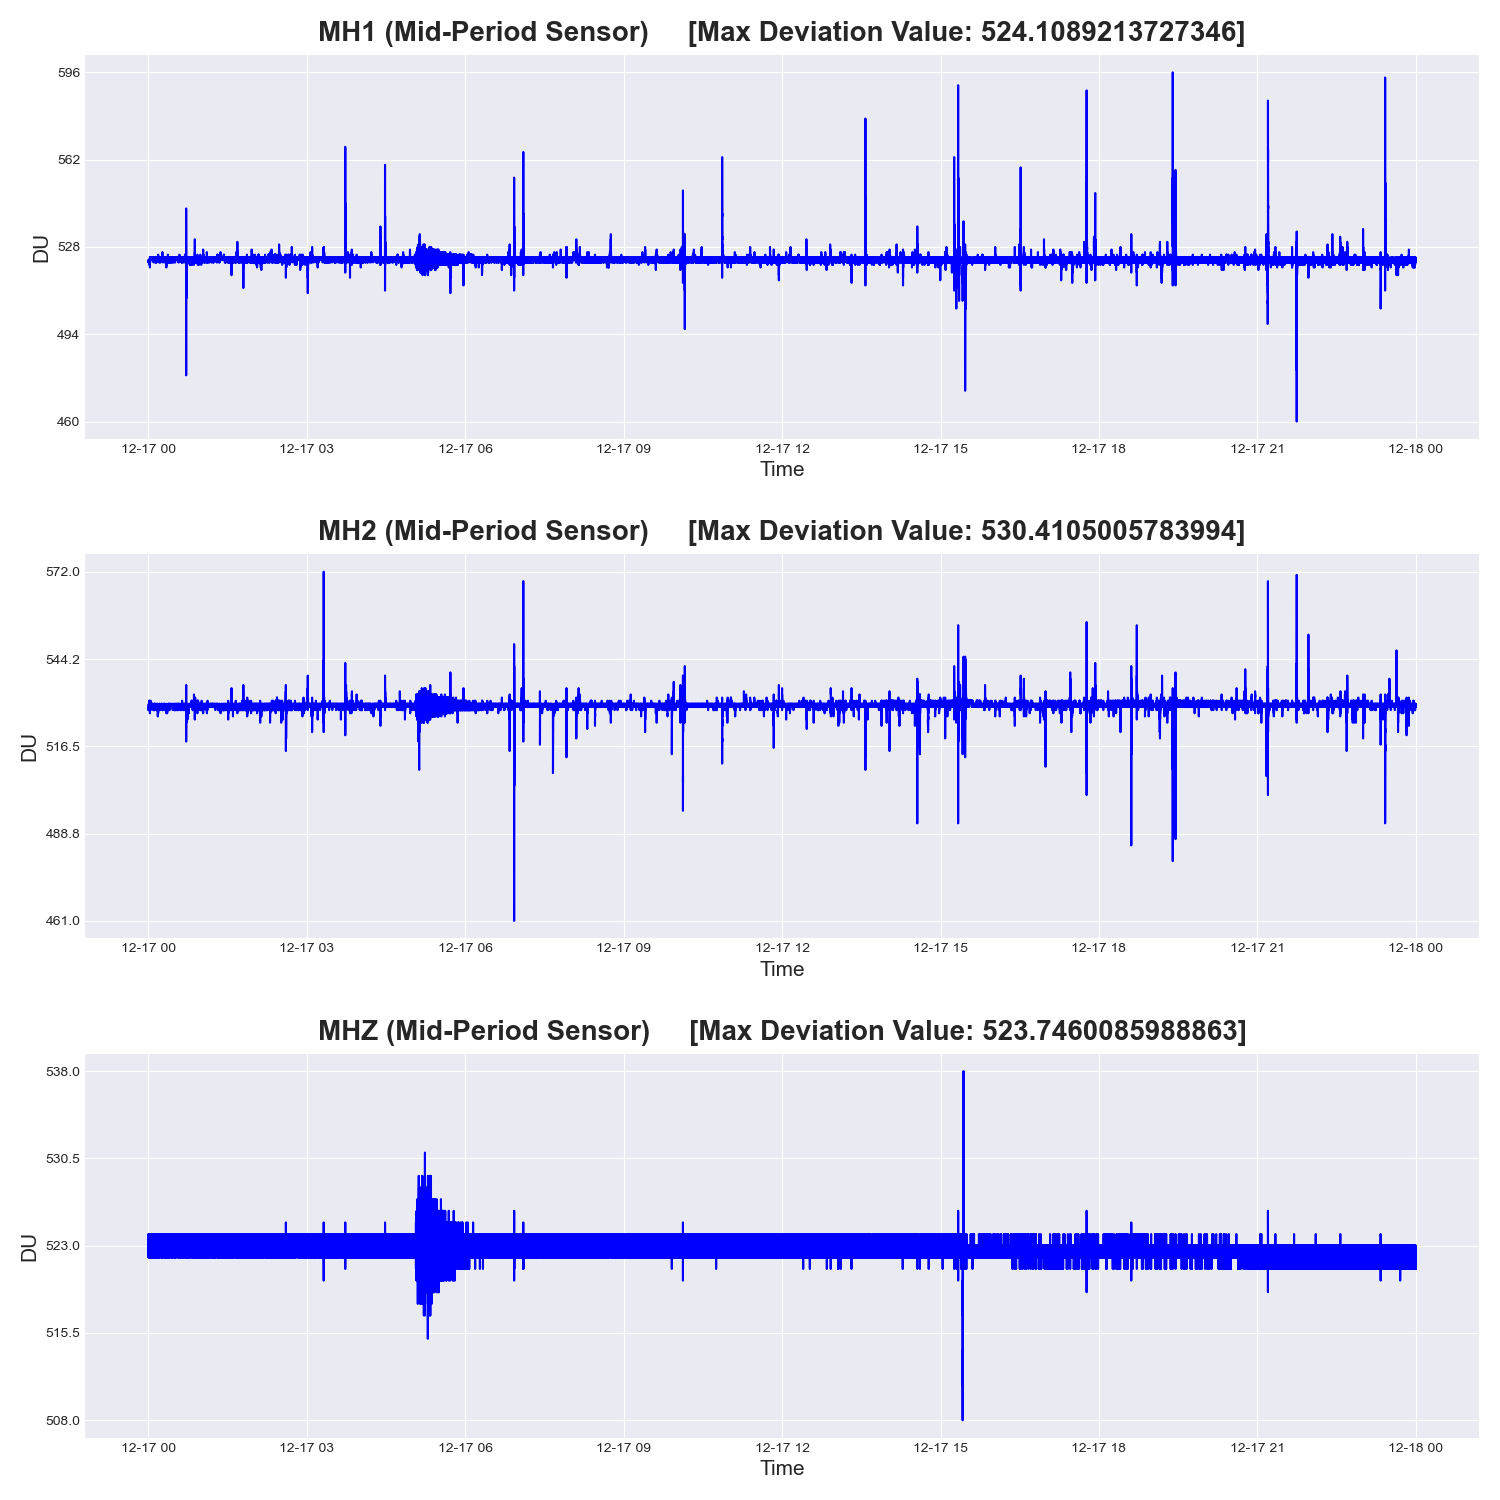 MH1 (Mid-Period Sensor) [Max Deviation Value: 524.1089213727346]
596
562
528
494
460
DU
12-17 00 12-17 03 12-17 06 12-17 09 12-17 12 12-17 15 12-17 18 12-17 21 12-18 00
Time
MH2 (Mid-Period Sensor) [Max Deviation Value: 530.4105005783994]
572.0
544.2
516.5
488.8
461.0
DU
12-17 00 12-17 03 12-17 06 12-17 09 12-17 12 12-17 15 12-17 18 12-17 21 12-18 00
Time
MHZ (Mid-Period Sensor) [Max Deviation Value: 523.7460085988863]
538.0
530.5
523.0
515.5
508.0
DU
12-17 00 12-17 03 12-17 06 12-17 09 12-17 12 12-17 15 12-17 18 12-17 21 12-18 00
Time